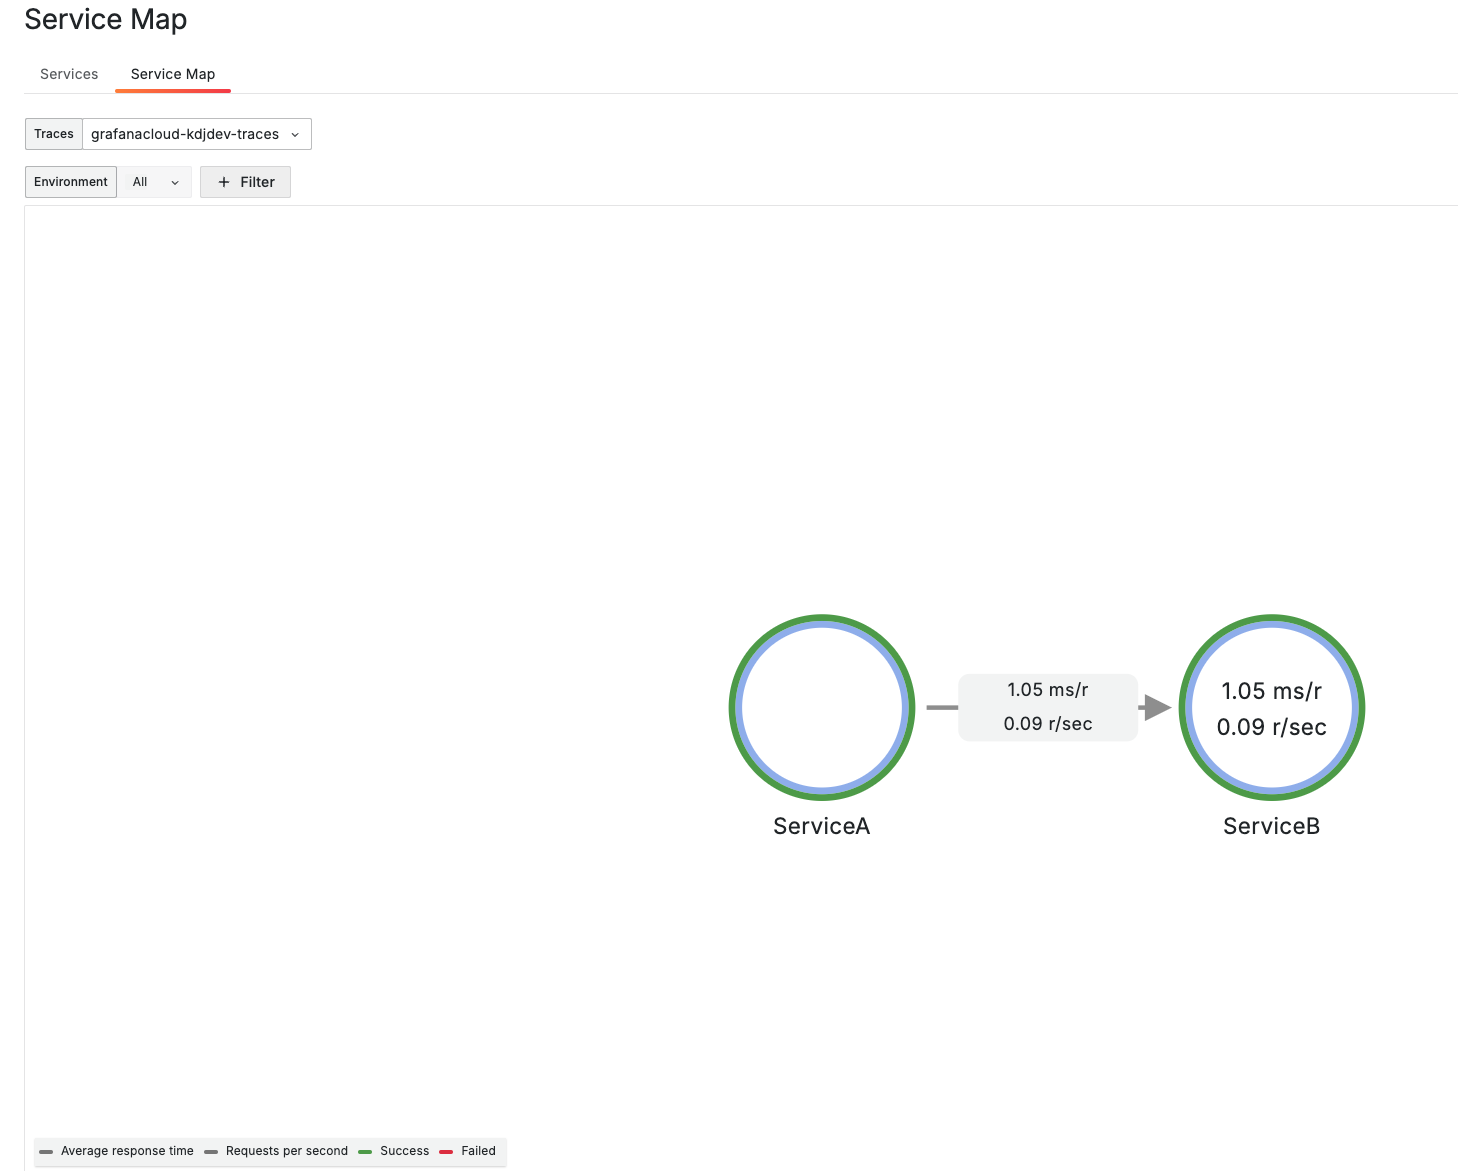 Service Map
Services Service Map
Traces grafanacloud-kdjdev-traces
Environment All + Filter
1.05 ms/r
0.09 r/sec
1.05 ms/r
0.09 r/sec
ServiceA
ServiceB
Average response time Requests per second Success Failed